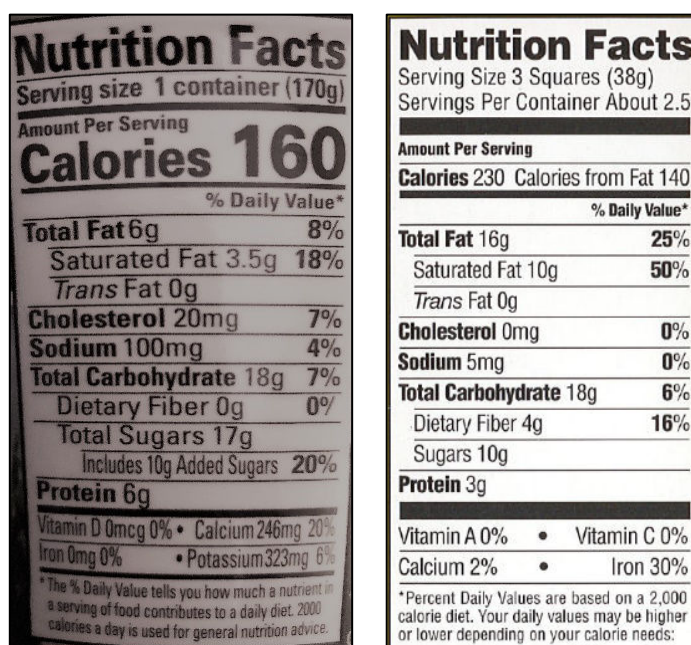 Nutrition Facts
Serving size 1 container (170g)
Amount Per Serving
Calories 160
% Daily Value*
Total Fat 6g 8%
Saturated Fat 3.5g 18%
Trans Fat 0g
Cholesterol 20mg 7%
Sodium 100mg 4%
Total Carbohydrate 18g 7%
Dietary Fiber 0g 0%
Total Sugars 17g
Includes 10g Added Sugars 20%
Protein 6g
Vitamin D 0mcg 0% • Calcium 246mg 20%
Iron 0mg 0% • Potassium 323mg 6%
*The % Daily Value tells you how much a nutrient in
a serving of food contributes to a daily diet. 2000
calories a day is used for general nutrition advice.
Nutrition Facts
Serving Size 3 Squares (38g)
Servings Per Container About 2.5
Amount Per Serving
Calories 230 Calories from Fat 140
% Daily Value*
Total Fat 16g 25%
Saturated Fat 10g 50%
Trans Fat 0g
Cholesterol 0mg 0%
Sodium 5mg 0%
Total Carbohydrate 18g 6%
Dietary Fiber 4g 16%
Sugars 10g
Protein 3g
Vitamin A 0% • Vitamin C 0%
Calcium 2% • Iron 30%
*Percent Daily Values are based on a 2,000
calorie diet. Your daily values may be higher
or lower depending on your calorie needs: